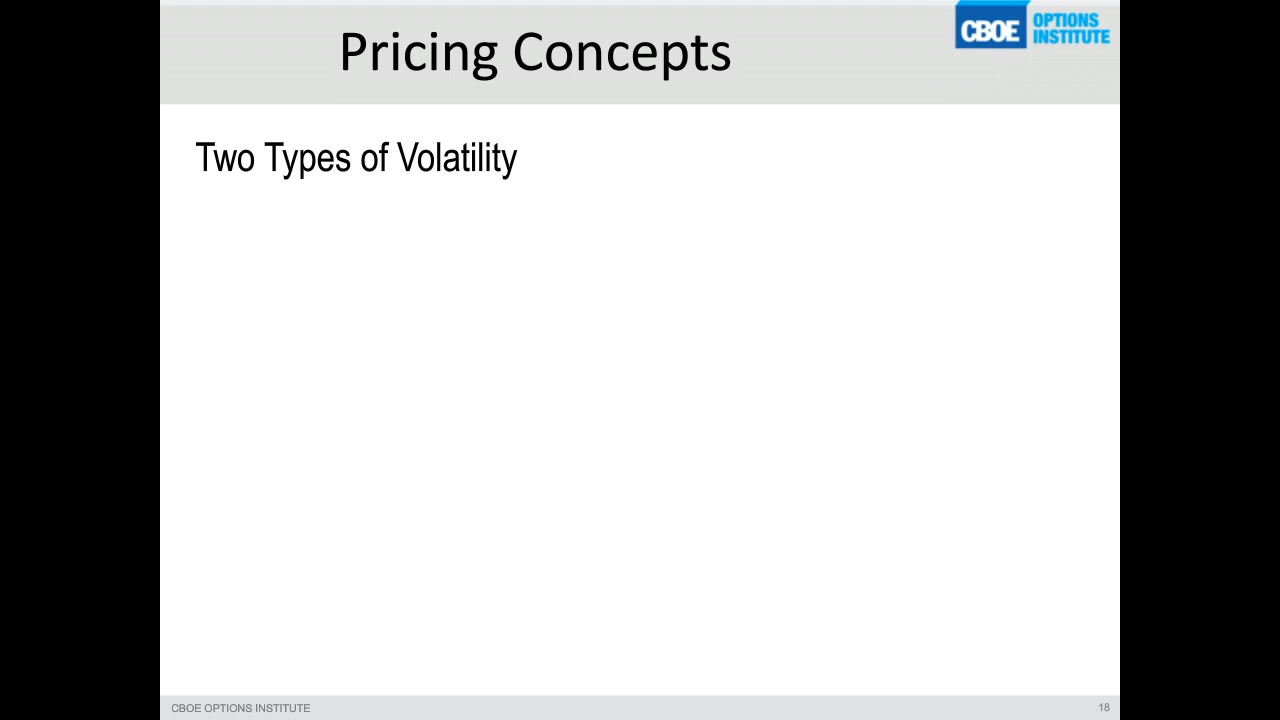 Pricing Concepts
CBOE
OPTIONS
INSTITUTE
Two Types of Volatility
CBOE OPTIONS INSTITUTE
18